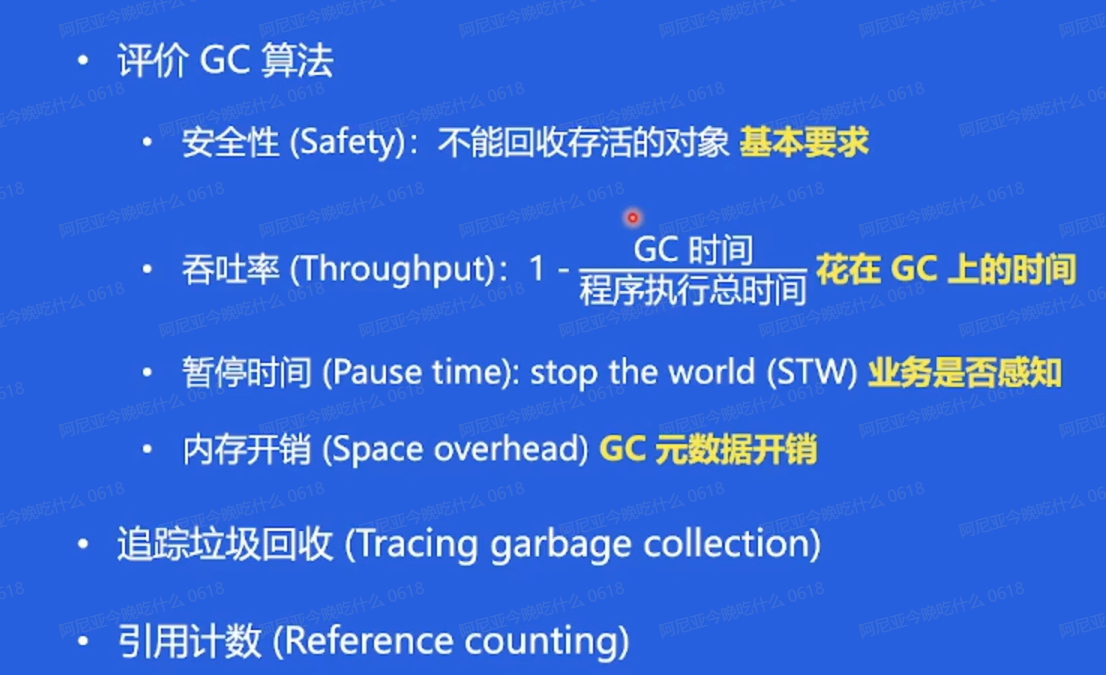 • 评价 GC 算法
• 安全性 (Safety)：不能回收存活的对象 基本要求
• 吞吐率 (Throughput)：1 - GC 时间 / 程序执行总时间 花在 GC 上的时间
• 暂停时间 (Pause time): stop the world (STW) 业务是否感知
• 内存开销 (Space overhead) GC 元数据开销
• 追踪垃圾回收 (Tracing garbage collection)
• 引用计数 (Reference counting)
阿尼亚今晚吃什么 0618